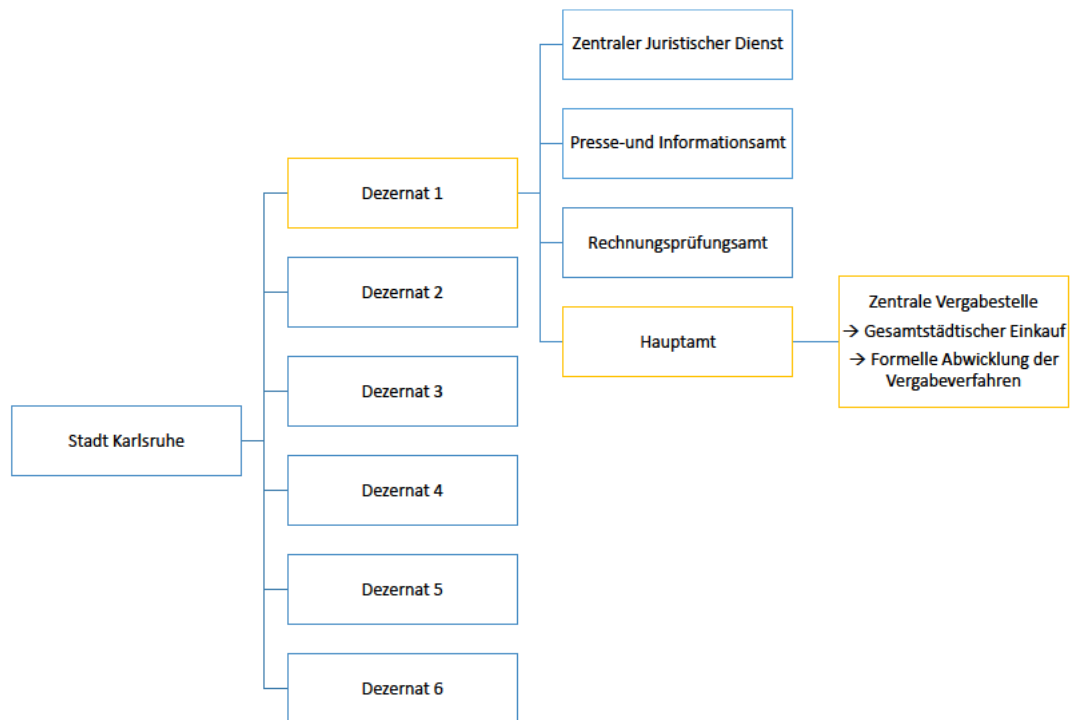 Stadt Karlsruhe
Dezernat 1
Dezernat 2
Dezernat 3
Dezernat 4
Dezernat 5
Dezernat 6
Zentraler Juristischer Dienst
Presse-und Informationsamt
Rechnungsprüfungsamt
Hauptamt
Zentrale Vergabestelle
→ Gesamtstädtischer Einkauf
→ Formelle Abwicklung der
Vergabeverfahren